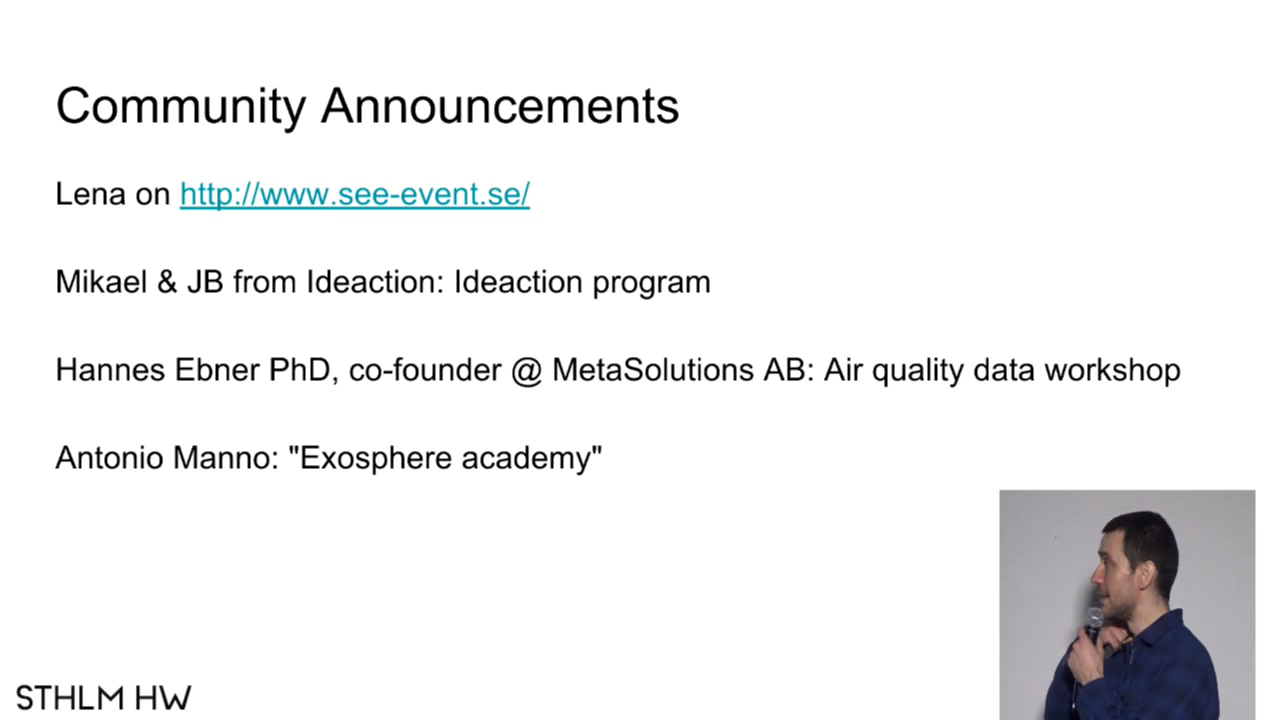 Community Announcements
Lena on http://www.see-event.se/
Mikael & JB from Ideaction: Ideaction program
Hannes Ebner PhD, co-founder @ MetaSolutions AB: Air quality data workshop
Antonio Manno: "Exosphere academy"
STHLM HW